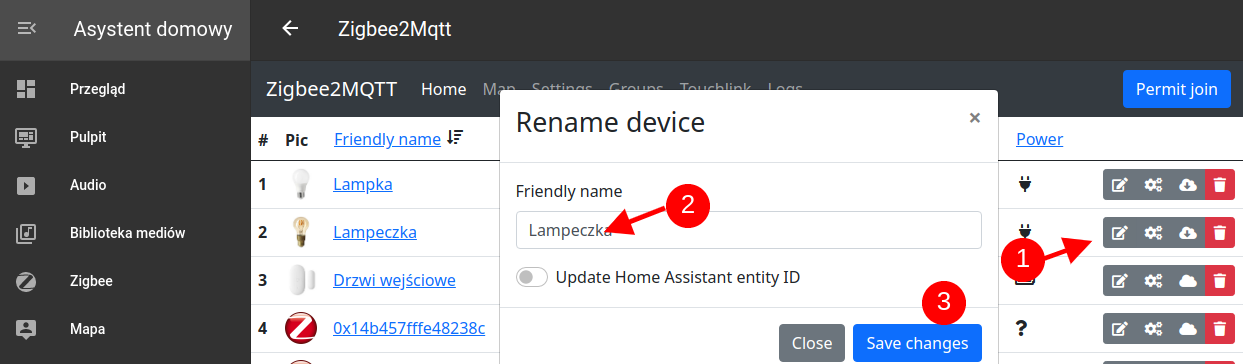 Asystent domowy
Zigbee2Mqtt
Przegląd
Pulpit
Audio
Biblioteka mediów
Zigbee
Mapa
Zigbee2MQTT Home Map Settings Groups Touchlink Logs Permit join
# Pic Friendly name Power
1 Lampka
2 Lampeczka
3 Drzwi wejściowe
4 0x14b457fffe48238c ?
Rename device ×
Friendly name
Lampeczka
Update Home Assistant entity ID
Close Save changes
1
2
3